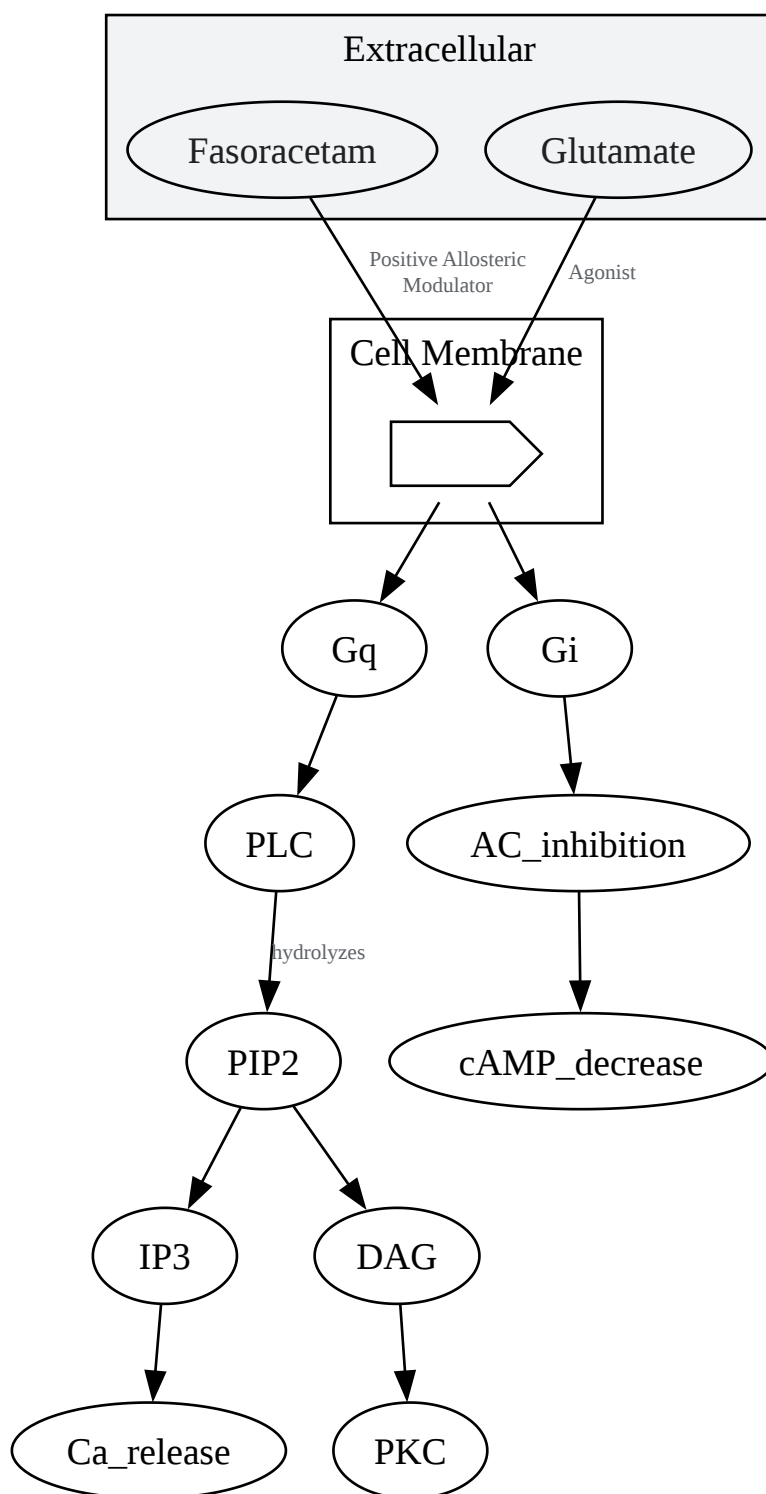 Extracellular
Fasoracetam
Glutamate
Positive Allosteric
Modulator
Agonist
Cell Membrane
Gq
Gi
PLC
AC_inhibition
hydrolyzes
PIP2
cAMP_decrease
IP3
DAG
Ca_release
PKC